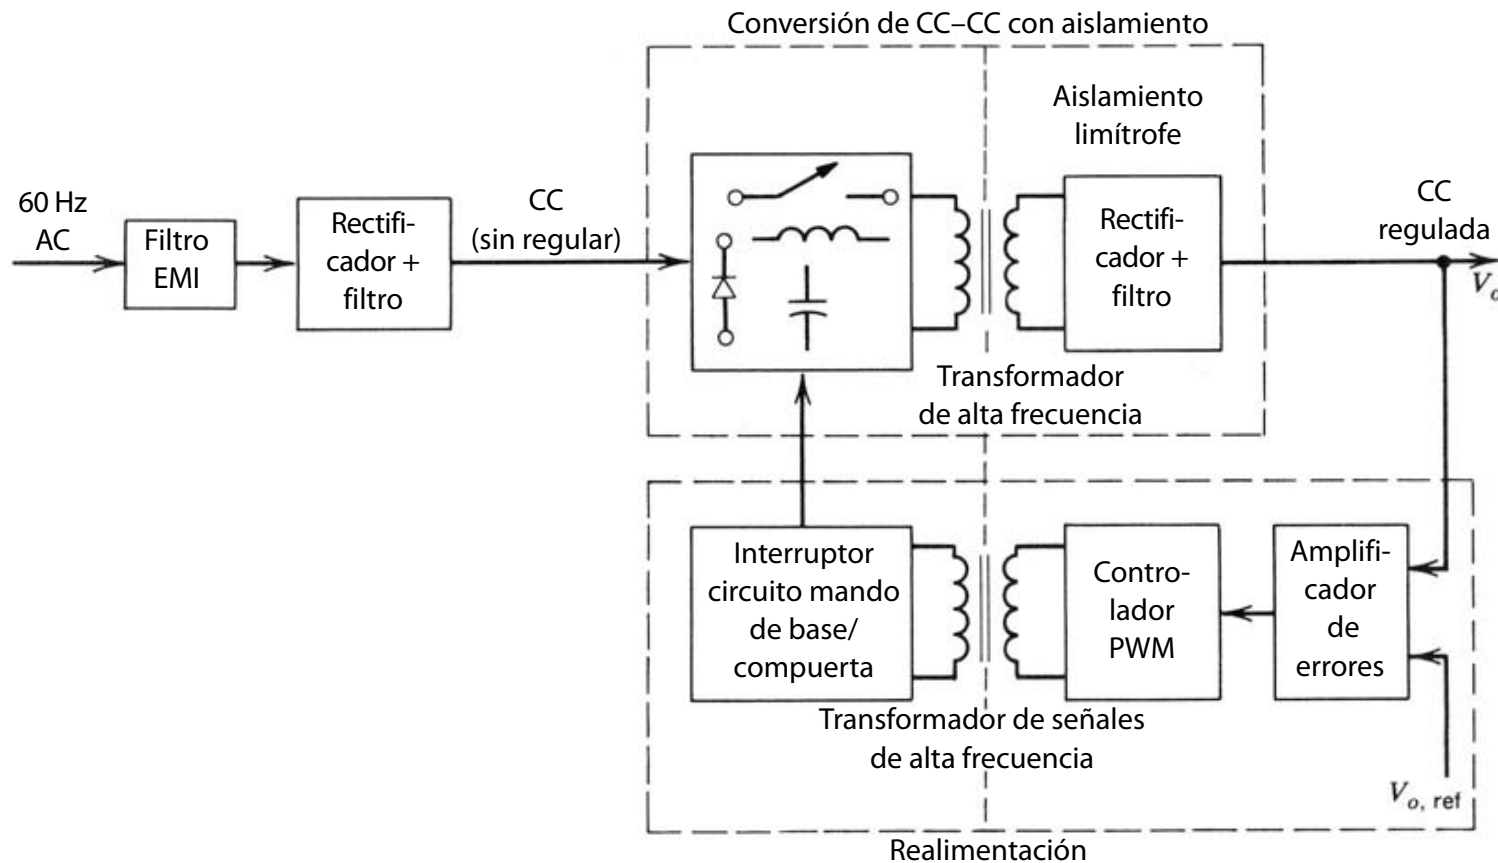 Conversión de CC–CC con aislamiento
Aislamiento
limítrofe
60 Hz
AC
Filtro
EMI
Rectifi-
cador +
filtro
CC
(sin regular)
Rectifi-
cador +
filtro
CC
regulada
V_o
Transformador
de alta frecuencia
Interruptor
circuito mando
de base/
compuerta
Contro-
lador
PWM
Amplifi-
cador
de
errores
Transformador de señales
de alta frecuencia
V_o, ref
Realimentación